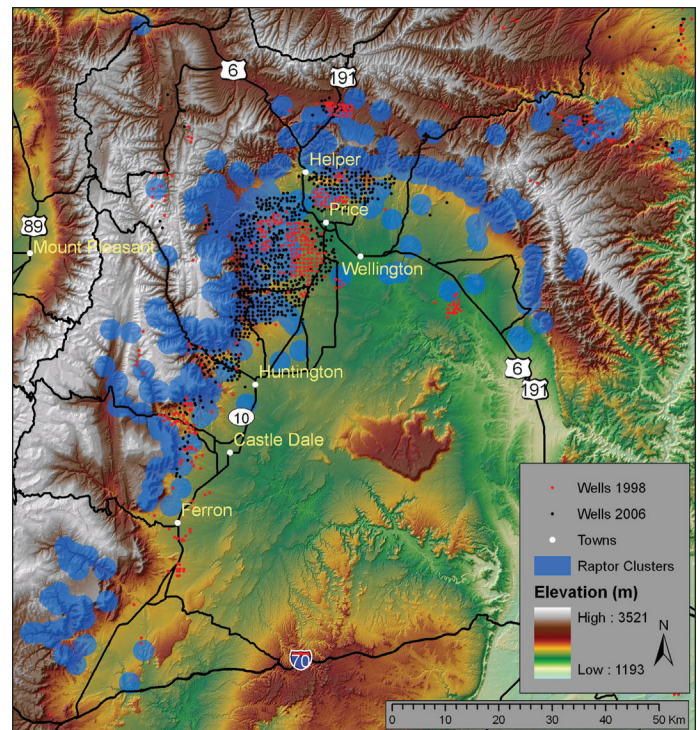 6
191
Helper
Price
89
Mount Pleasant
Wellington
6
191
Huntington
10
Castle Dale
Ferron
70
Wells 1998
Wells 2006
Towns
Raptor Clusters
Elevation (m)
High : 3521
Low : 1193
N
0 10 20 30 40 50 Km